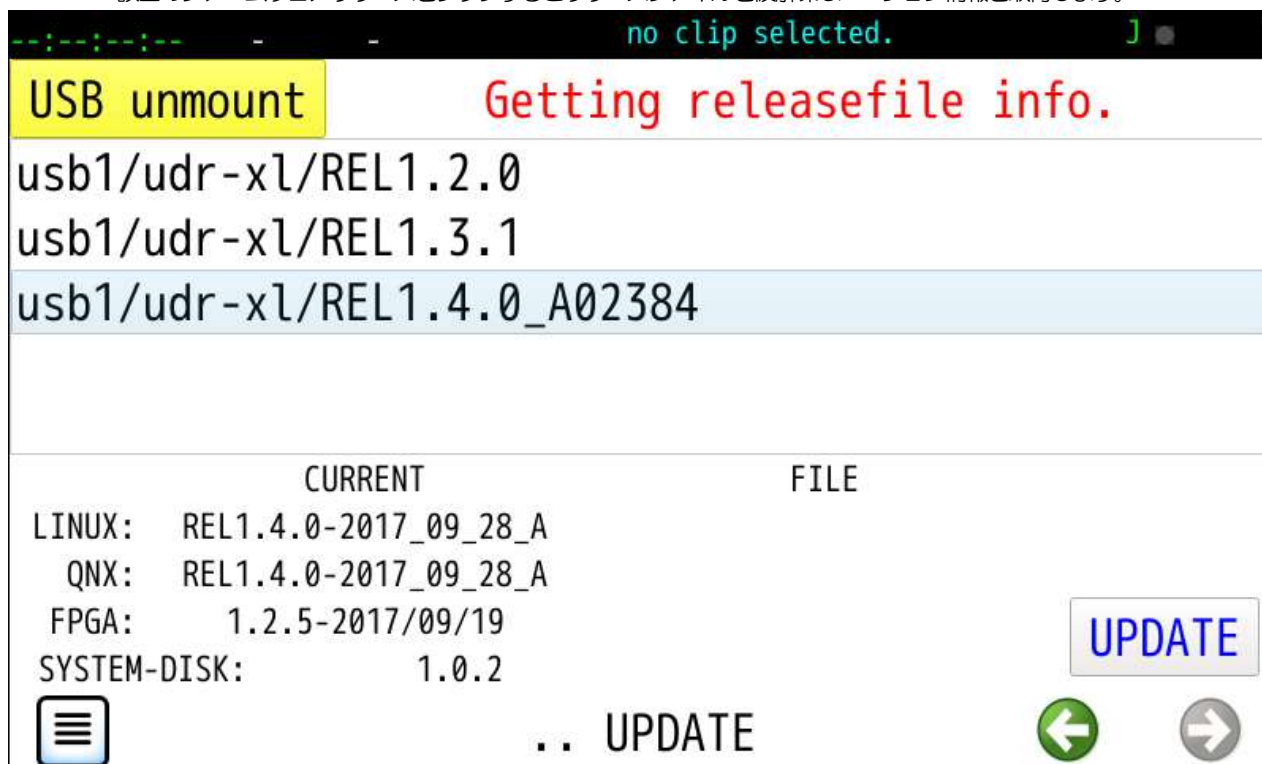 --:--:--:-- - - no clip selected. J
USB unmount Getting releasefile info.
usb1/udr-xl/REL1.2.0
usb1/udr-xl/REL1.3.1
usb1/udr-xl/REL1.4.0_A02384
CURRENT FILE
LINUX: REL1.4.0-2017_09_28_A
QNX: REL1.4.0-2017_09_28_A
FPGA: 1.2.5-2017/09/19
UPDATE
SYSTEM-DISK: 1.0.2
.. UPDATE